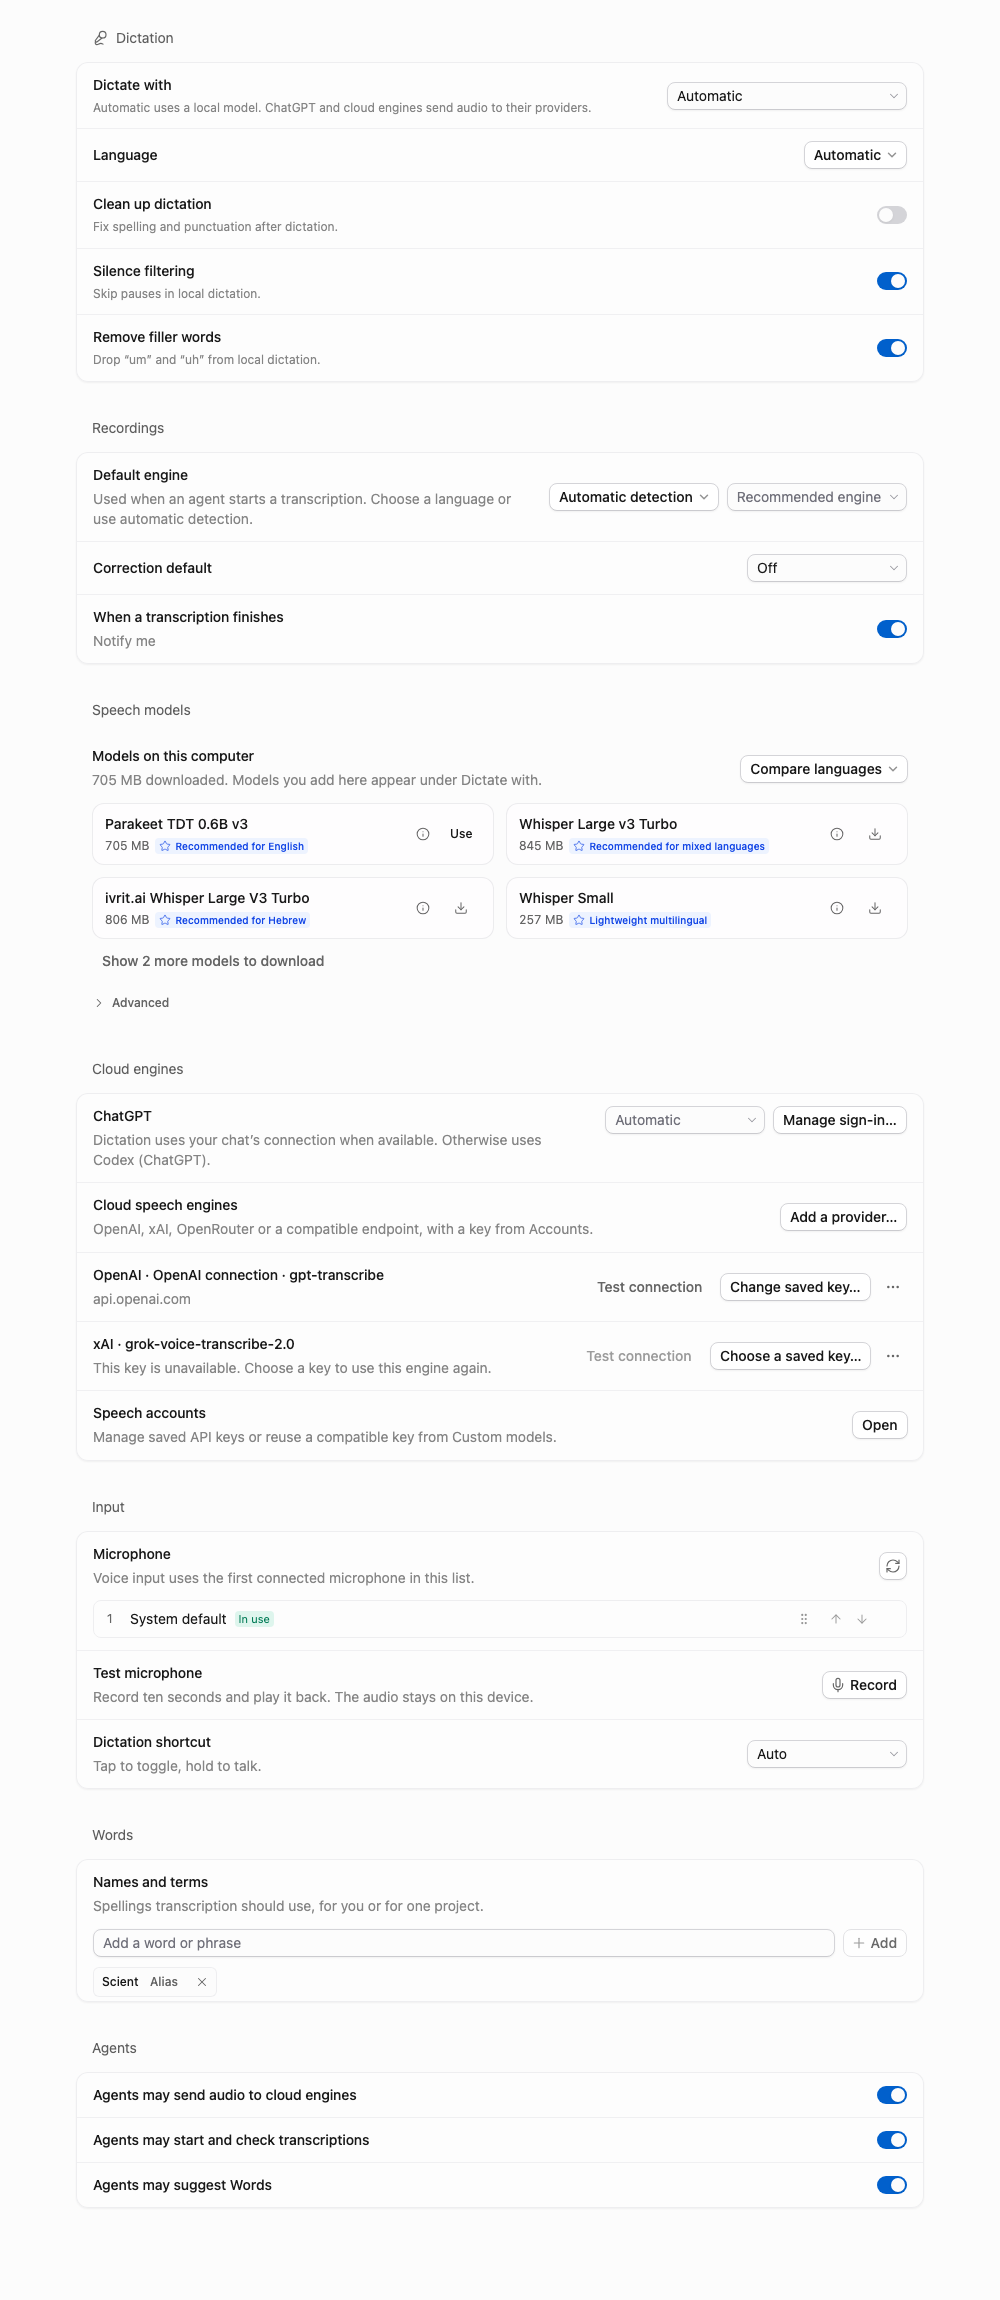 Dictation
Dictate with
Automatic uses a local model. ChatGPT and cloud engines send audio to their providers.
Automatic
Language
Automatic
Clean up dictation
Fix spelling and punctuation after dictation.
Silence filtering
Skip pauses in local dictation.
Remove filler words
Drop “um” and “uh” from local dictation.
Recordings
Default engine
Used when an agent starts a transcription. Choose a language or
use automatic detection.
Automatic detection
Recommended engine
Correction default
Off
When a transcription finishes
Notify me
Speech models
Models on this computer
705 MB downloaded. Models you add here appear under Dictate with.
Compare languages
Parakeet TDT 0.6B v3
705 MB Recommended for English
Use
Whisper Large v3 Turbo
845 MB Recommended for mixed languages
ivrit.ai Whisper Large V3 Turbo
806 MB Recommended for Hebrew
Whisper Small
257 MB Lightweight multilingual
Show 2 more models to download
Advanced
Cloud engines
ChatGPT
Dictation uses your chat’s connection when available. Otherwise uses
Codex (ChatGPT).
Automatic
Manage sign-in...
Cloud speech engines
OpenAI, xAI, OpenRouter or a compatible endpoint, with a key from Accounts.
Add a provider...
OpenAI · OpenAI connection · gpt-transcribe
api.openai.com
Test connection
Change saved key...
xAI · grok-voice-transcribe-2.0
This key is unavailable. Choose a key to use this engine again.
Test connection
Choose a saved key...
Speech accounts
Manage saved API keys or reuse a compatible key from Custom models.
Open
Input
Microphone
Voice input uses the first connected microphone in this list.
1 System default In use
Test microphone
Record ten seconds and play it back. The audio stays on this device.
Record
Dictation shortcut
Tap to toggle, hold to talk.
Auto
Words
Names and terms
Spellings transcription should use, for you or for one project.
Add a word or phrase
Add
Scient Alias
Agents
Agents may send audio to cloud engines
Agents may start and check transcriptions
Agents may suggest Words